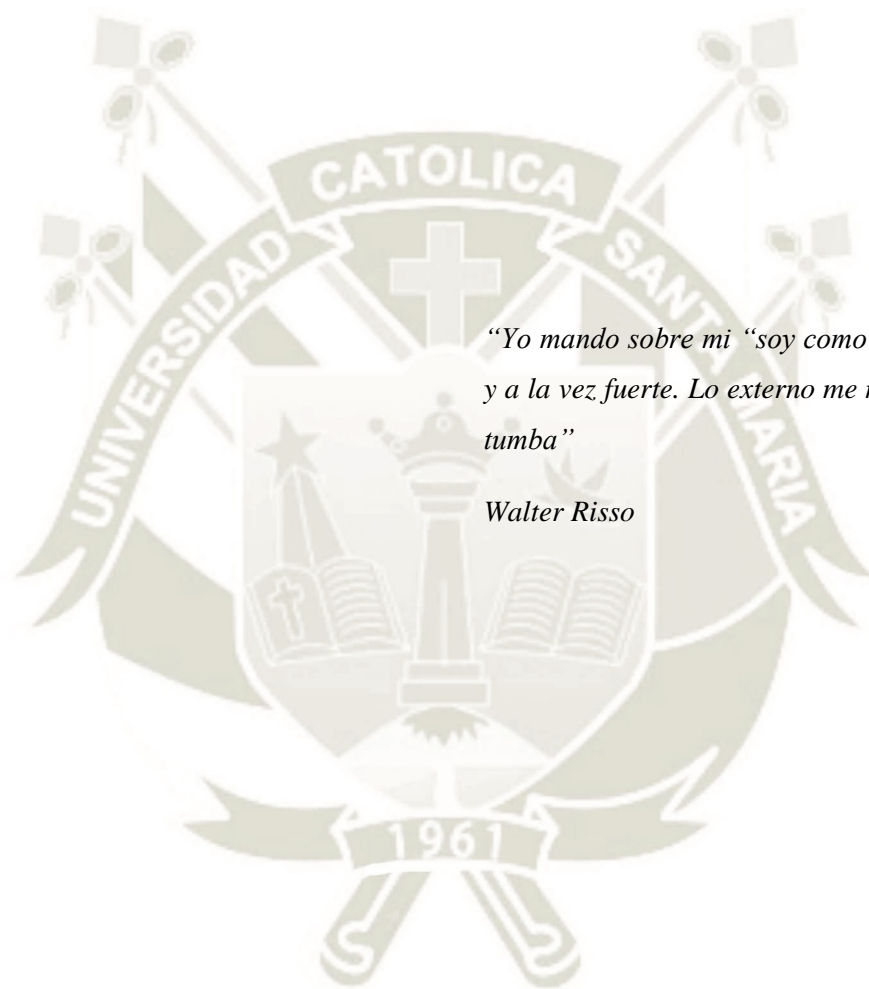 UNIVERSIDAD CATOLICA SANTA MARIA
“Yo mando sobre mi “soy como
y a la vez fuerte. Lo externo me
tumba”
Walter Risso
1961